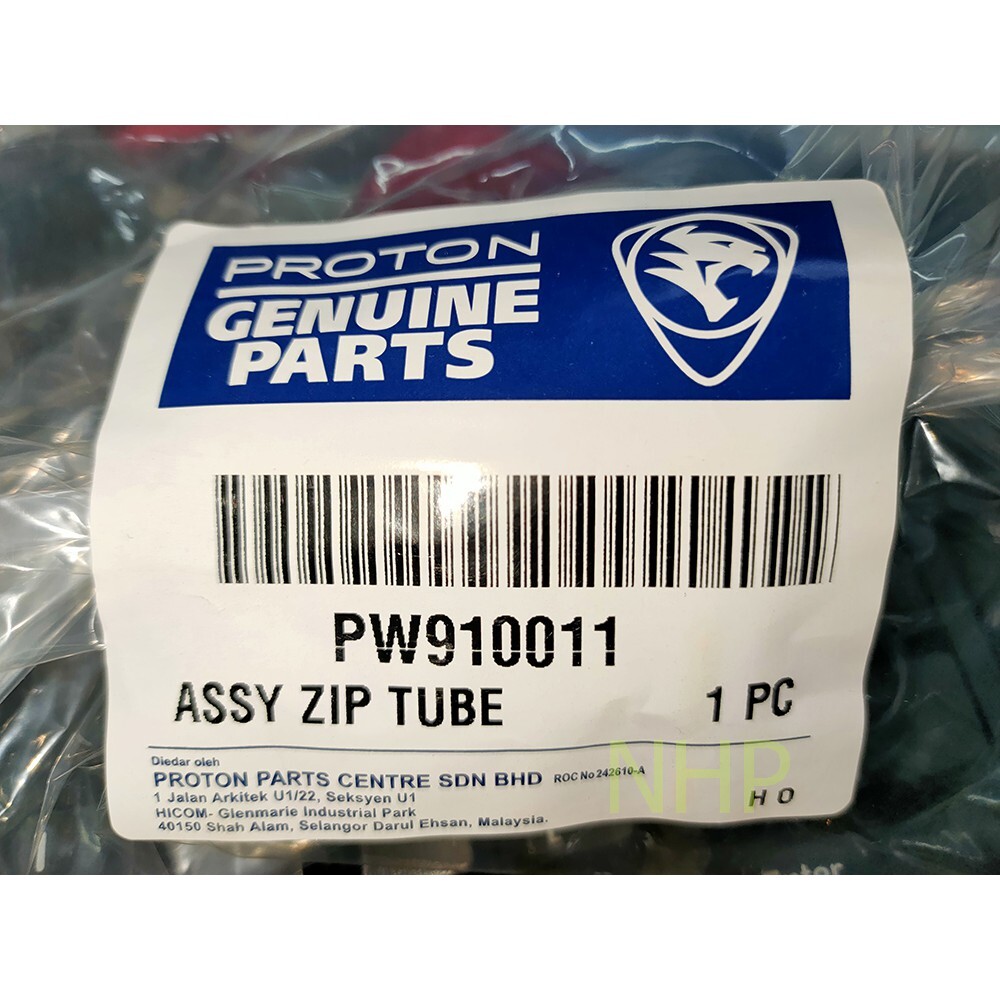 PROTON
GENUINE
PARTS
PW910011
ASSY ZIP TUBE 1 PC
Diedar oleh
PROTON PARTS CENTRE SDN BHD ROC No 242610-A
1 Jalan Arkitek U1/22, Seksyen U1
HICOM- Glenmarie Industrial Park
40150 Shah Alam, Selangor Darul Ehsan, Malaysia.
NHP
H O